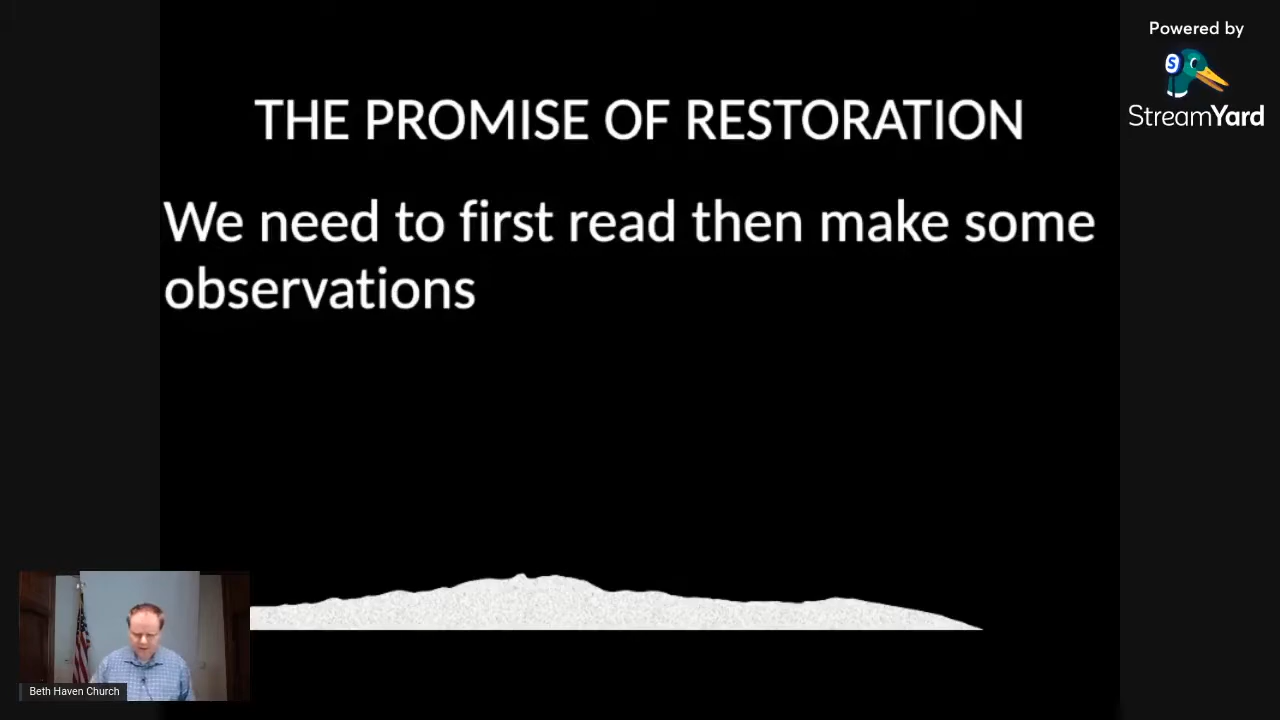 Powered by
S
StreamYard
THE PROMISE OF RESTORATION
We need to first read then make some
observations
Beth Haven Church